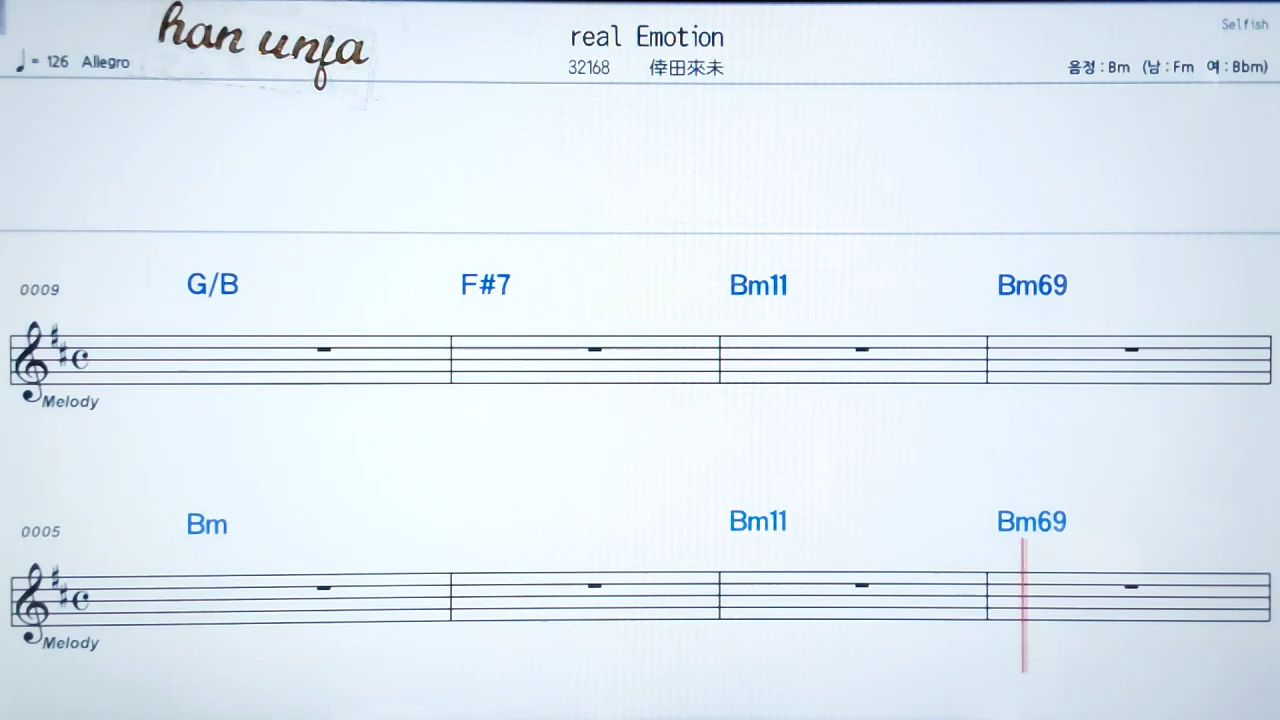 han unfa
real Emotion
Selfish
♩= 126 Allegro
32168 倖田來未
음정:Bm (남:Fm 여:Bbm)
0009 G/B F#7 Bm11 Bm69
Melody
0005 Bm Bm11 Bm69
Melody